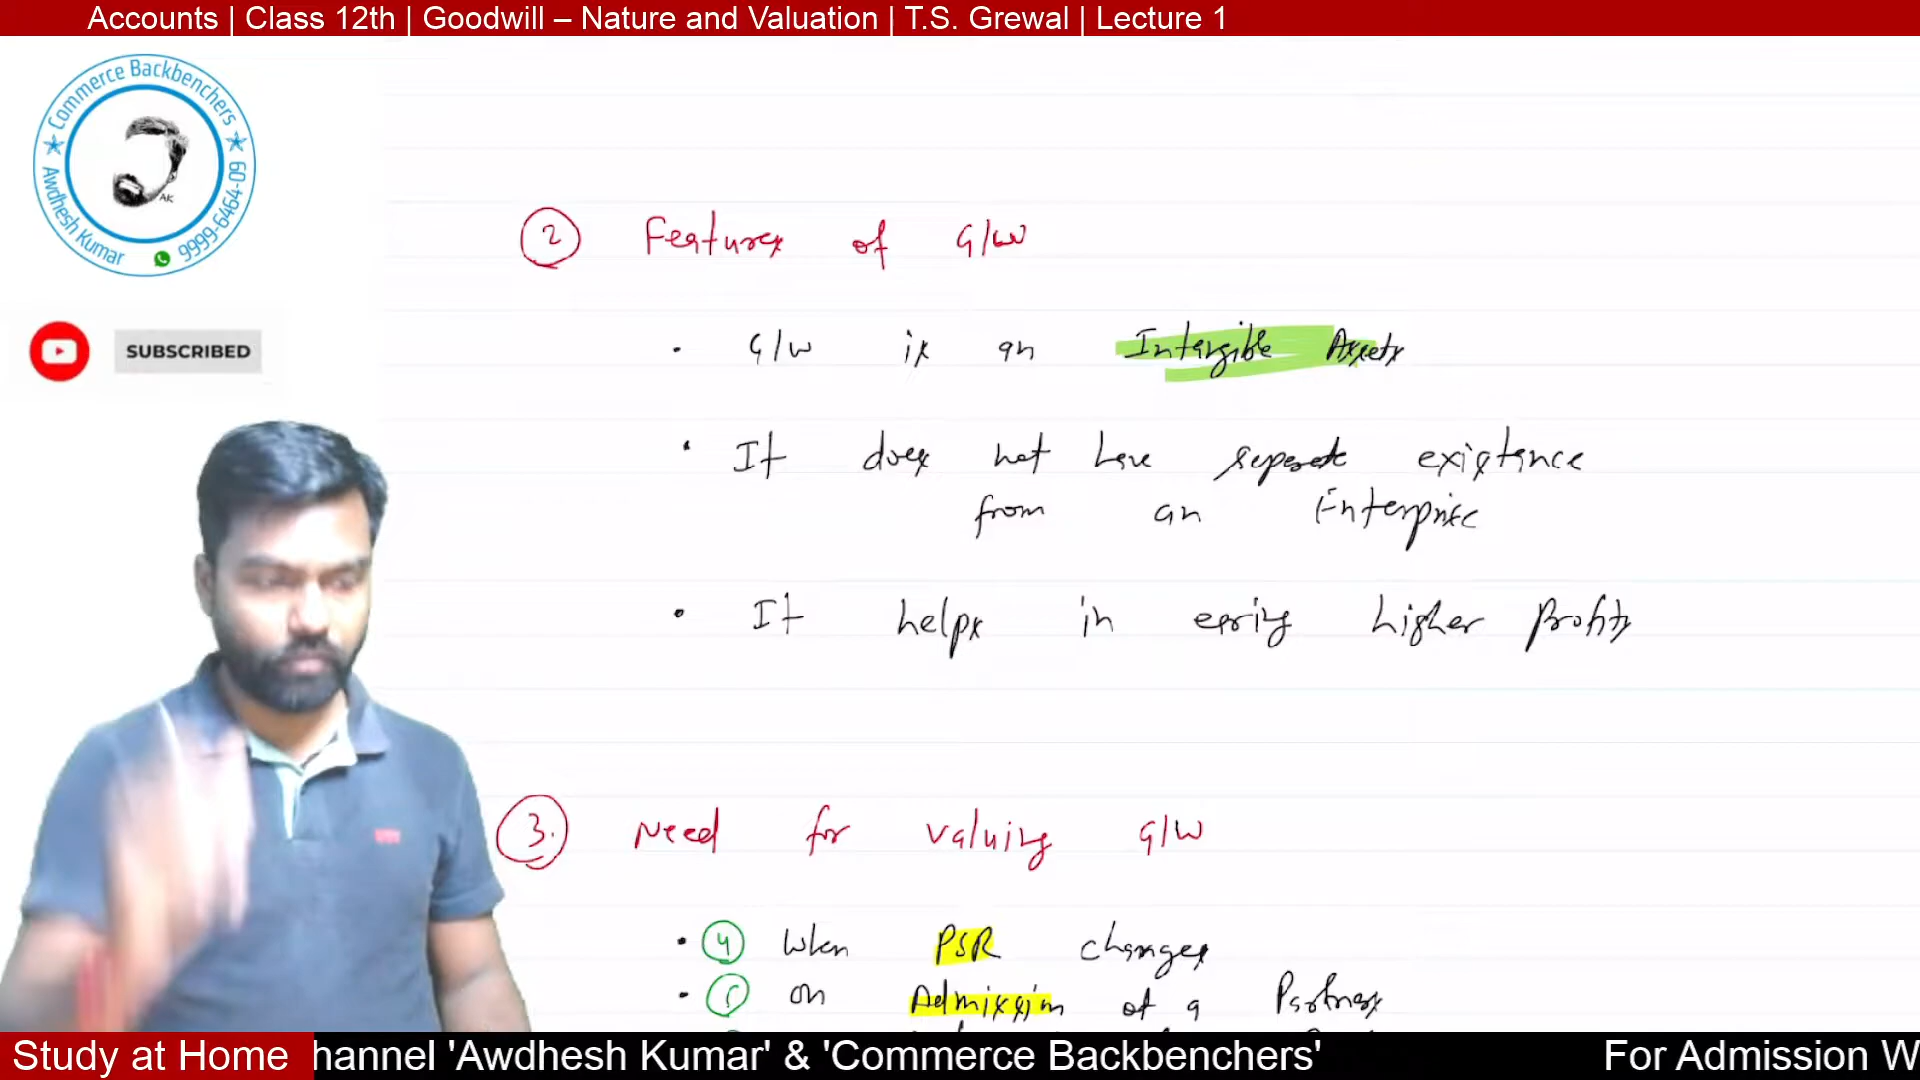 Accounts | Class 12th | Goodwill – Nature and Valuation | T.S. Grewal | Lecture 1
Commerce Backbenchers
AK
Awdhesh Kumar 9999-6464-09
SUBSCRIBED
2 Features of G/W
• G/W is an Intangible Assets
• It does not have separate existence
from an Enterprise
• It helps in earning higher Profits
3. Need for valuing G/W
• 4 When PSR changes
• on Admission of a Partner
Study at Home hannel 'Awdhesh Kumar' & 'Commerce Backbenchers' For Admission W